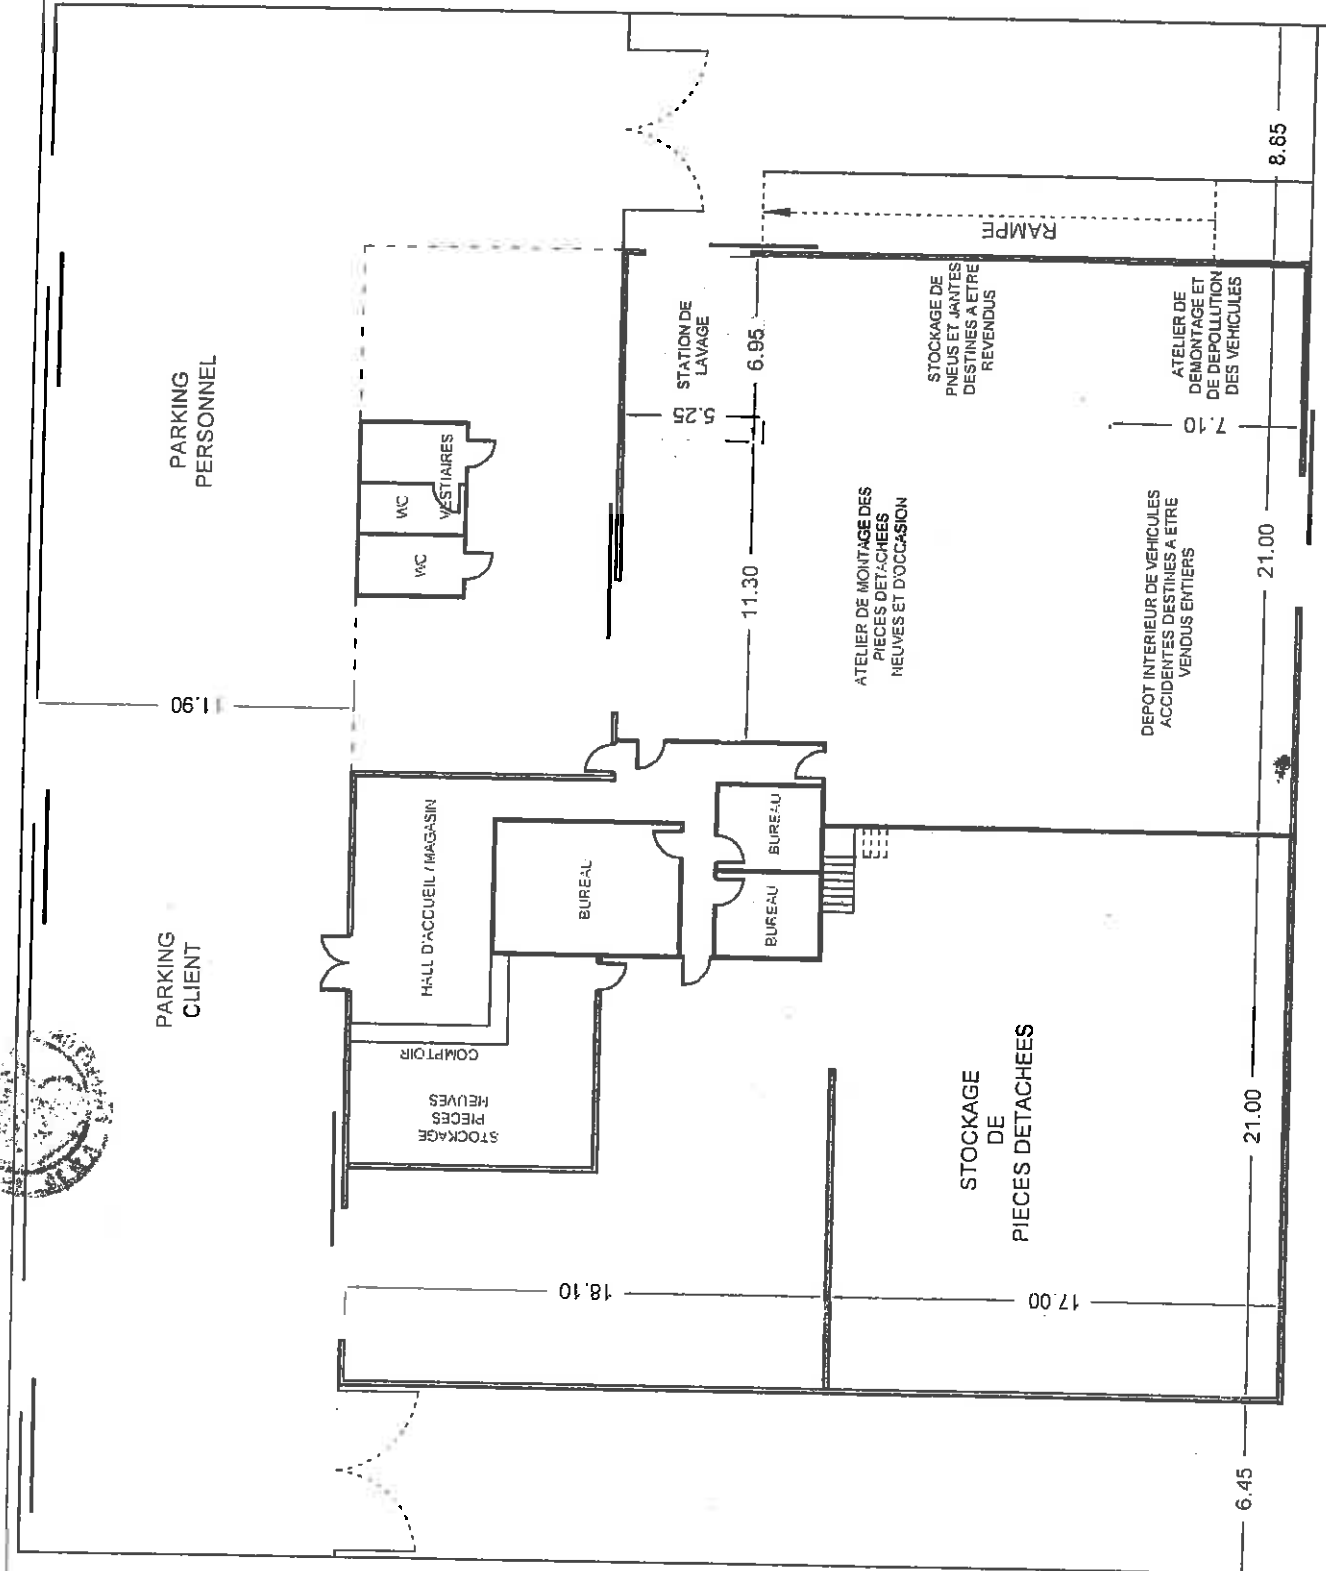 PARKING
CLIENT
PARKING
PERSONNEL
1.90
HALL D'ACCUEIL / MAGASIN
COMPTOIR
STOCKAGE
PIECES
NEUVES
BUREAU
BUREAU
BUREAU
WC
WC
VESTIAIRES
STATION DE
LAVAGE
5.25
6.95
11.30
ATELIER DE MONTAGE DES
PIECES DETACHEES
NEUVES ET D'OCCASION
STOCKAGE DE
PNEUS ET JANTES
DESTINES A ETRE
REVENDUS
RAMPE
ATELIER DE
DEMONTAGE ET
DE DEPOLLUTION
DES VEHICULES
7.10
DEPOT INTERIEUR DE VEHICULES
ACCIDENTES DESTINES A ETRE
VENDUS ENTIERS
STOCKAGE
DE
PIECES DETACHEES
18.10
17.00
6.45
21.00
21.00
8.65